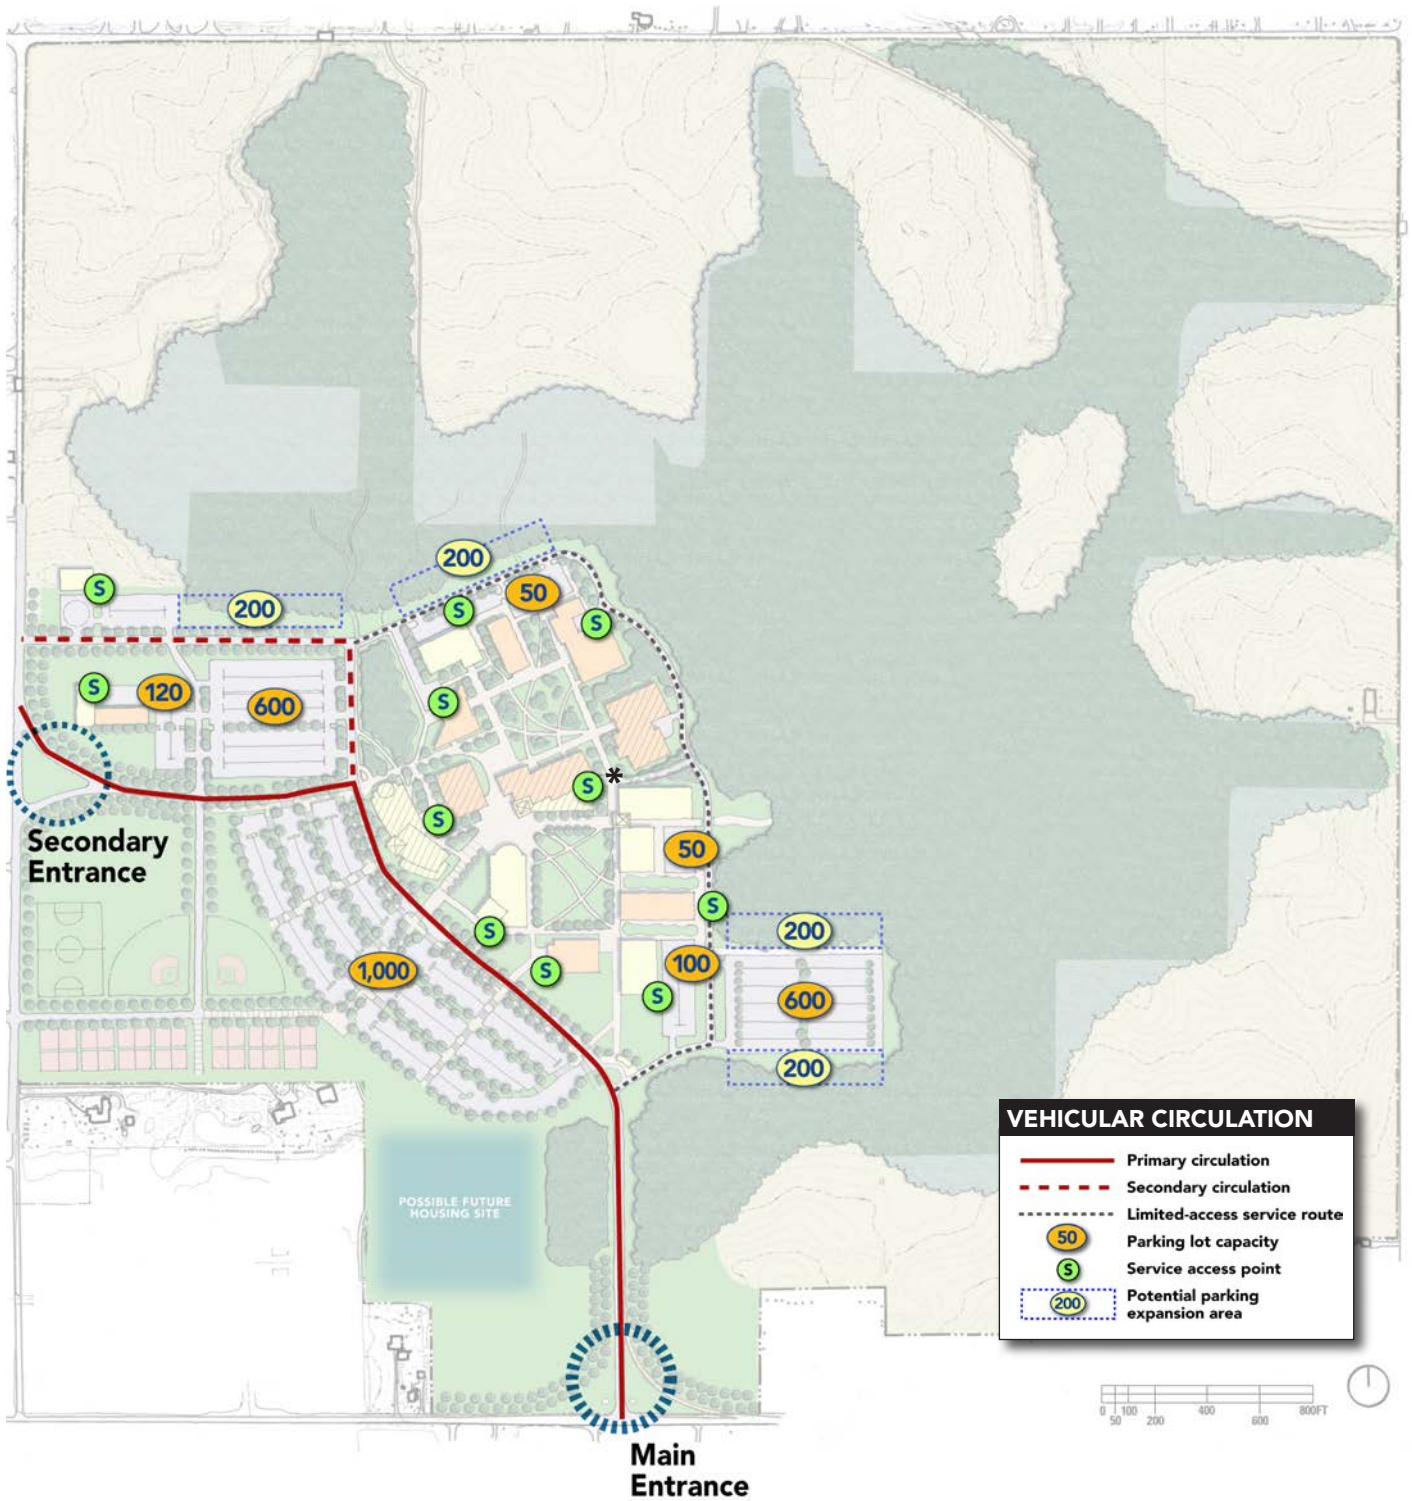 200
50
S
S
S
200
S
120
600
S
S
*
S
Secondary
Entrance
50
S
200
S
1,000
S
100
S
600
200
VEHICULAR CIRCULATION
Primary circulation
Secondary circulation
Limited-access service route
50 Parking lot capacity
S Service access point
200 Potential parking
expansion area
POSSIBLE FUTURE
HOUSING SITE
0 50 100 200 400 600 800FT
Main
Entrance